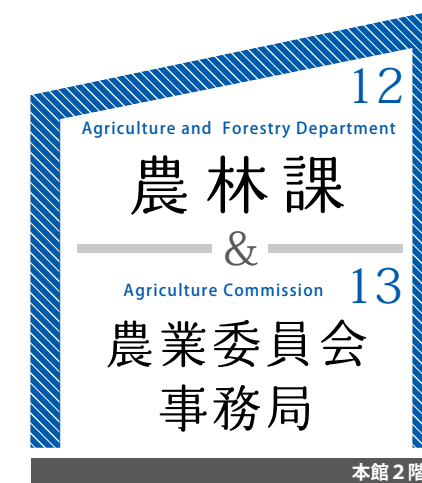 12
Agriculture and Forestry Department
農林課
&
Agriculture Commission 13
農業委員会
事務局
本館2階